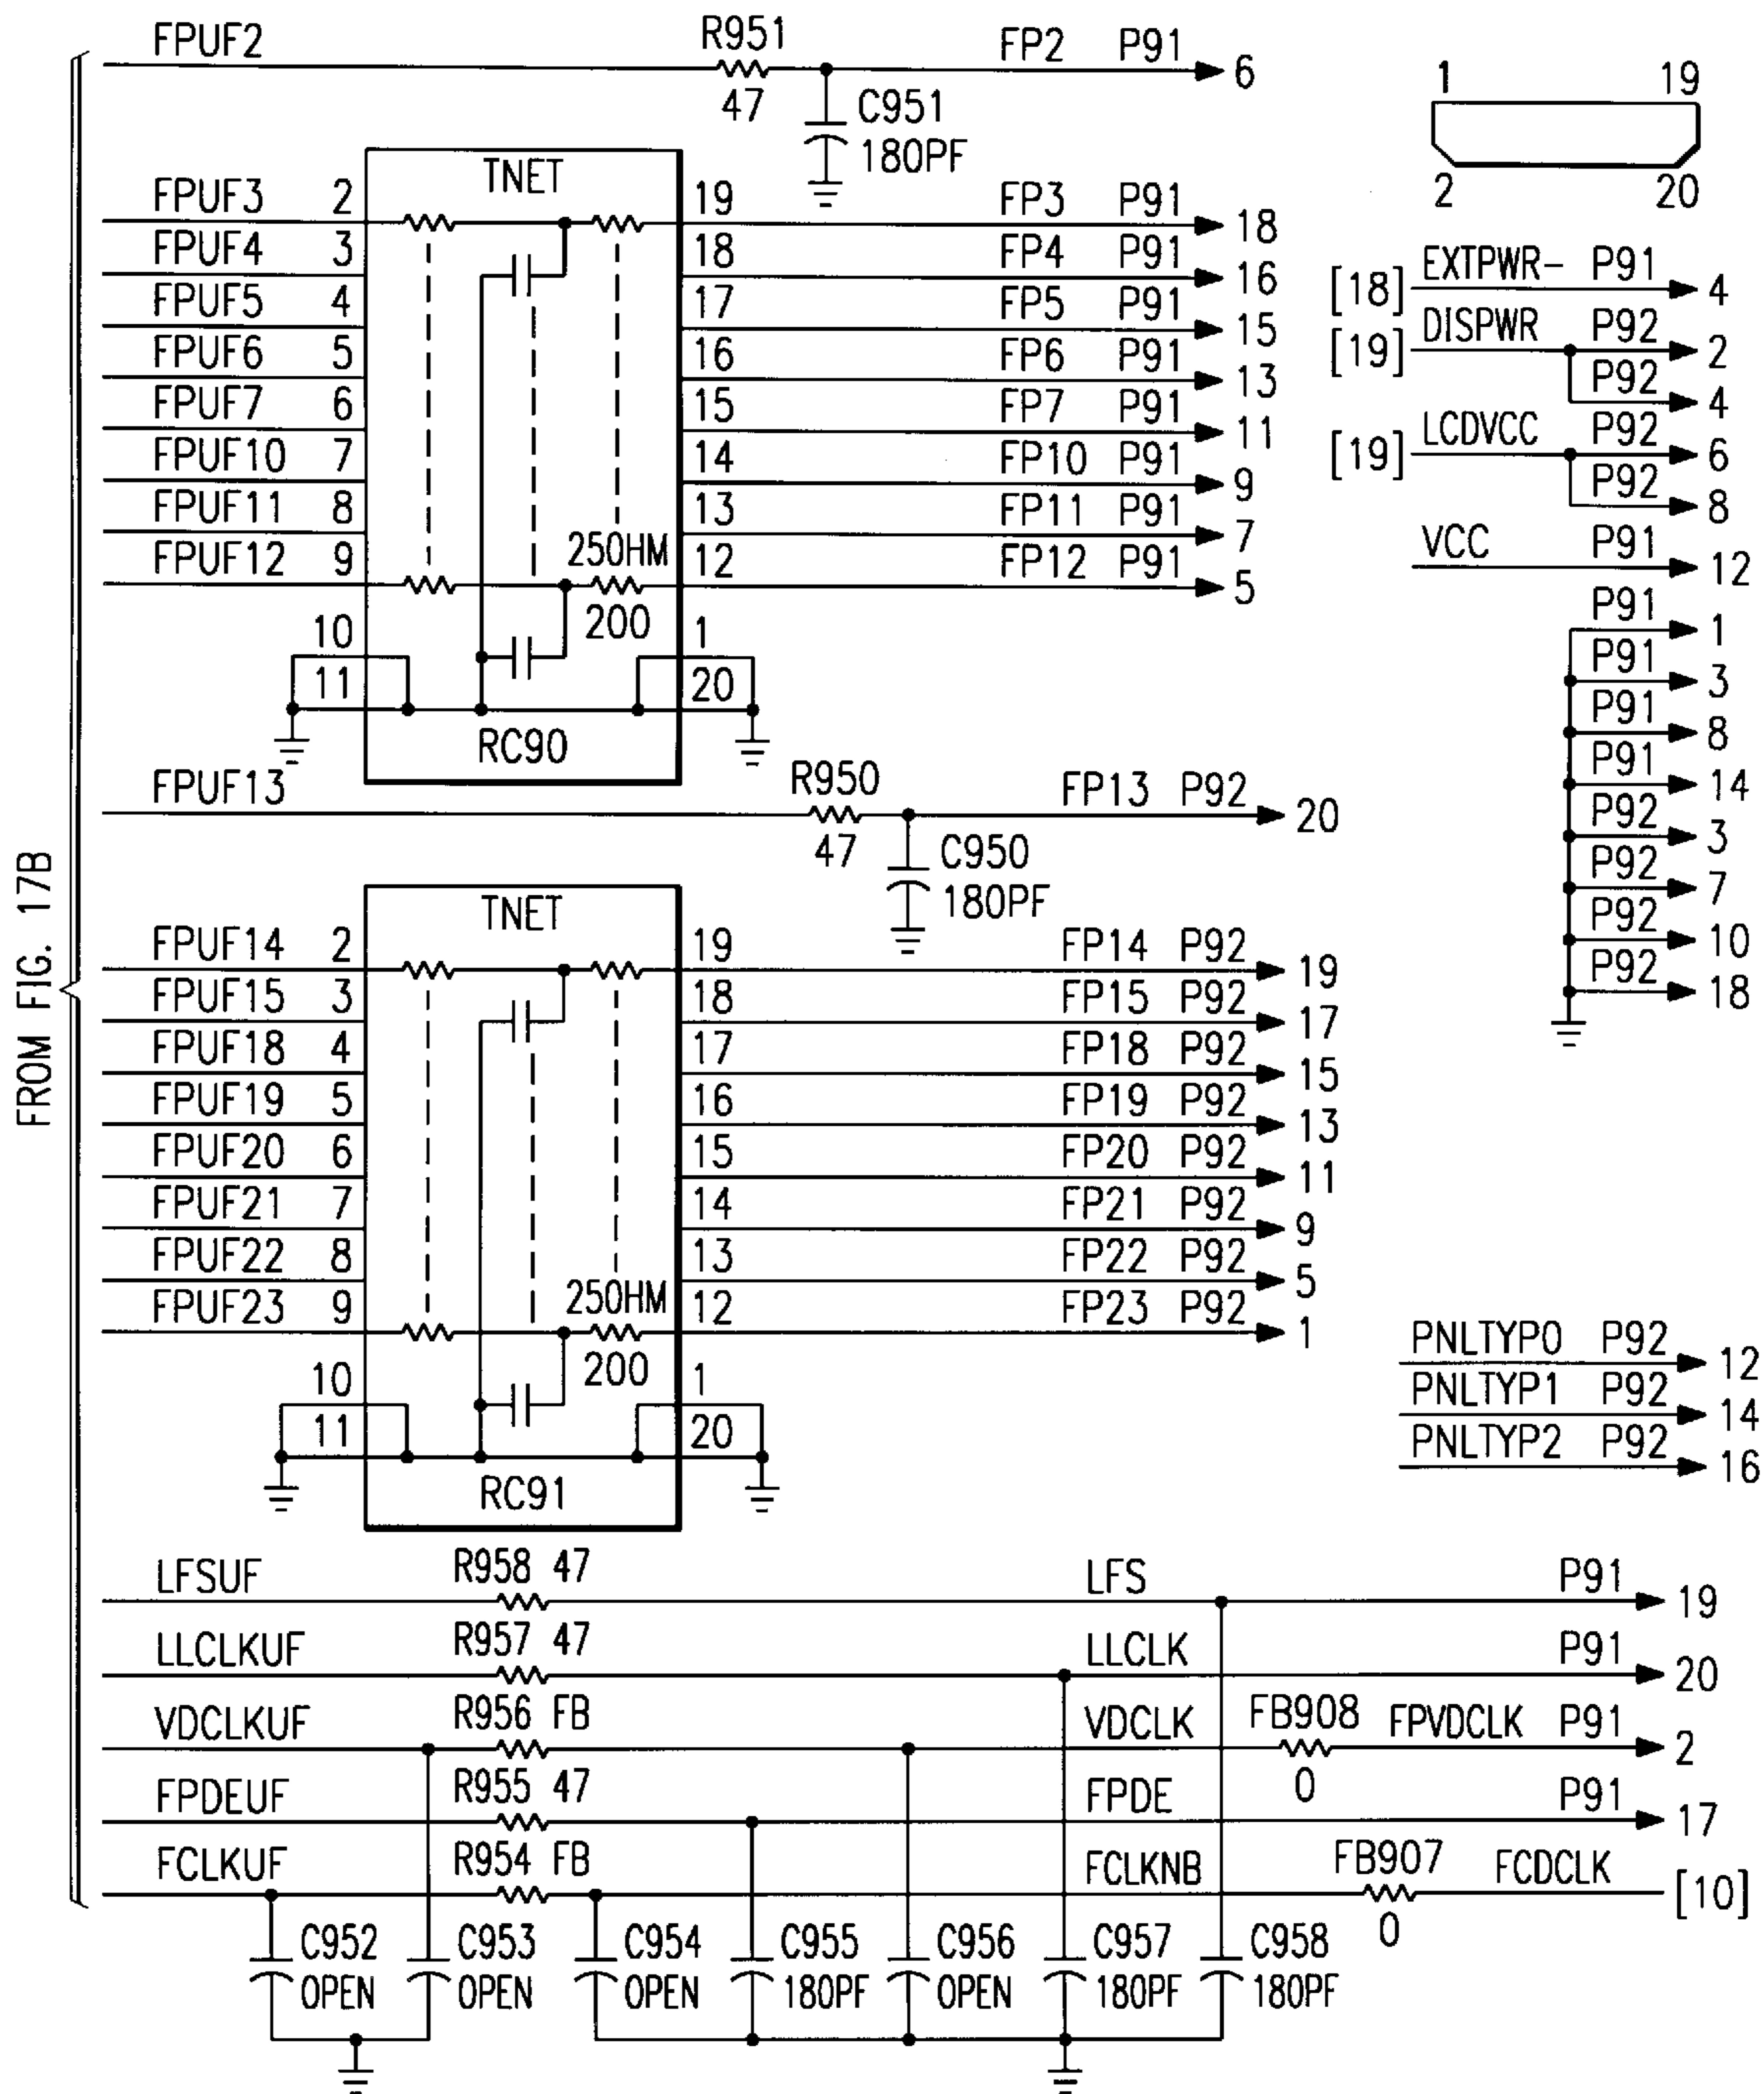 FROM FIG. 17B
FPUF2 R951 47 FP2 P91 6
C951
180PF
TNET
FPUF3 2 19 FP3 P91 18
FPUF4 3 18 FP4 P91 16
FPUF5 4 17 FP5 P91 15
FPUF6 5 16 FP6 P91 13
FPUF7 6 15 FP7 P91 11
FPUF10 7 14 FP10 P91 9
FPUF11 8 13 FP11 P91 7
FPUF12 9 250HM 12 FP12 P91 5
200
10 1
11 20
RC90
FPUF13 R950 47 FP13 P92 20
C950
180PF
TNET
FPUF14 2 19 FP14 P92 19
FPUF15 3 18 FP15 P92 17
FPUF18 4 17 FP18 P92 15
FPUF19 5 16 FP19 P92 13
FPUF20 6 15 FP20 P92 11
FPUF21 7 14 FP21 P92 9
FPUF22 8 13 FP22 P92 5
FPUF23 9 250HM 12 FP23 P92 1
200
10 1
11 20
RC91
1 19
2 20
[18] EXTPWR- P91 4
[19] DISPWR P92 2
P92 4
[19] LCDVCC P92 6
P92 8
VCC P91 12
P91 1
P91 3
P91 8
P91 14
P92 3
P92 7
P92 10
P92 18
PNLTYP0 P92 12
PNLTYP1 P92 14
PNLTYP2 P92 16
LFSUF R958 47 LFS P91 19
LLCLKUF R957 47 LLCLK P91 20
VDCLKUF R956 FB VDCLK FB908 0 FPVDCLK P91 2
FPDEUF R955 47 FPDE P91 17
FCLKUF R954 FB FCLKNB FB907 0 FCDCLK [10]
C952 C953 C954 C955 C956 C957 C958
OPEN OPEN OPEN 180PF OPEN 180PF 180PF